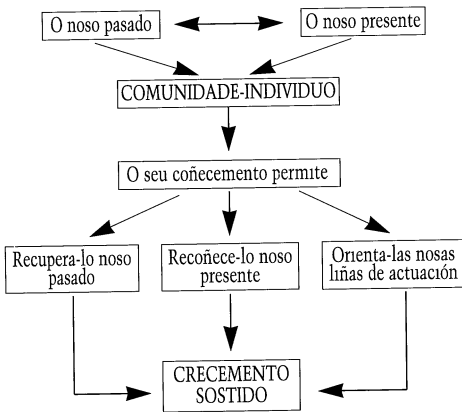 O noso pasado
O noso presente
COMUNIDADE-INDIVIDUO
O seu coñecemento permite
Recupera-lo noso
pasado
Recoñece-lo noso
presente
Orienta-las nosas
liñas de actuación
CRECEMENTO
SOSTIDO